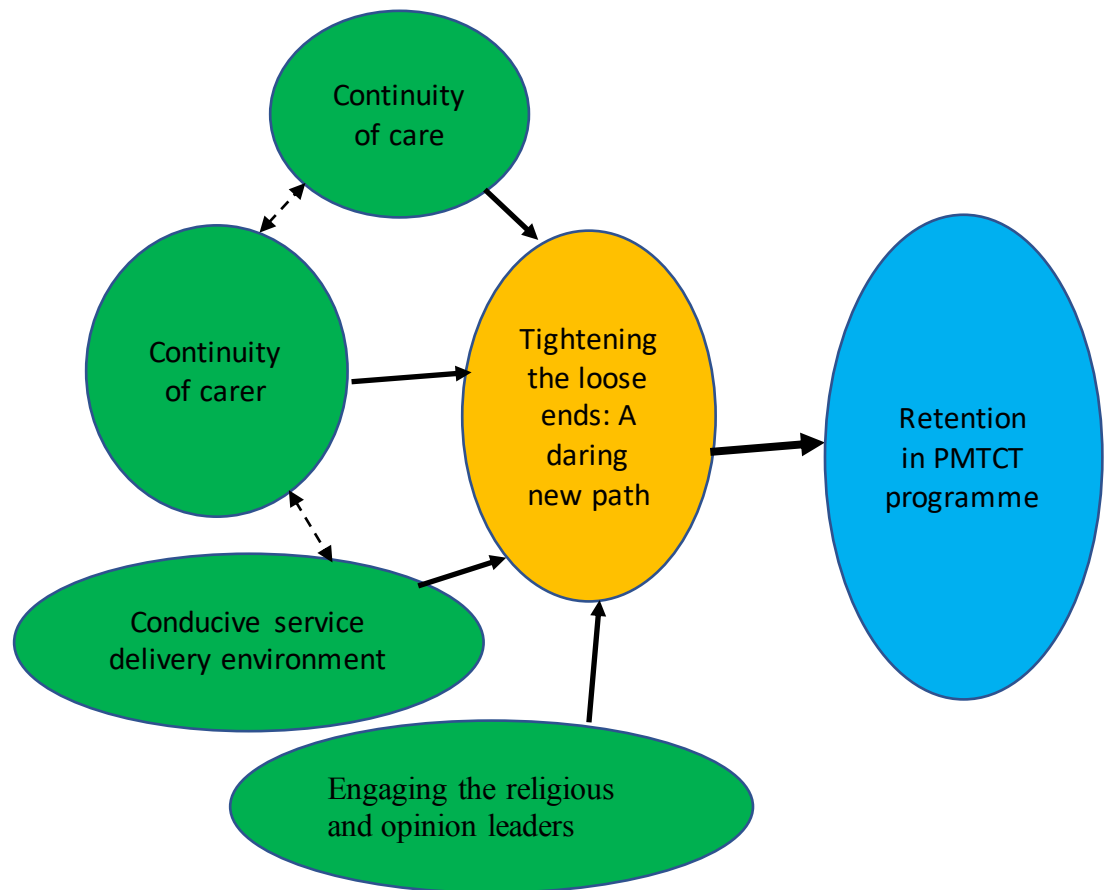 Continuity
of care
Continuity
of carer
Tightening
the loose
ends: A
daring
new path
Retention
in PMTCT
programme
Conducive service
delivery environment
Engaging the religious
and opinion leaders